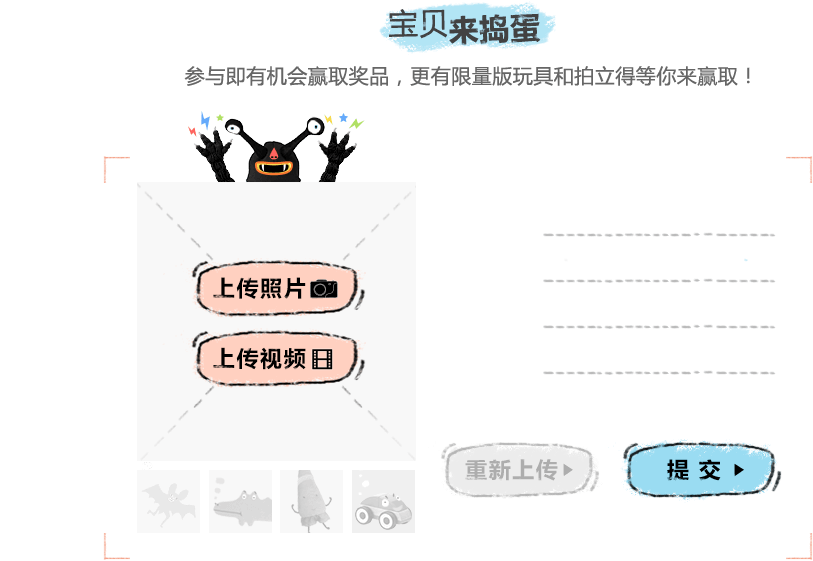 宝贝来捣蛋
参与即有机会赢取奖品，更有限量版玩具和拍立得等你来赢取！
上传照片
上传视频
重新上传
提交